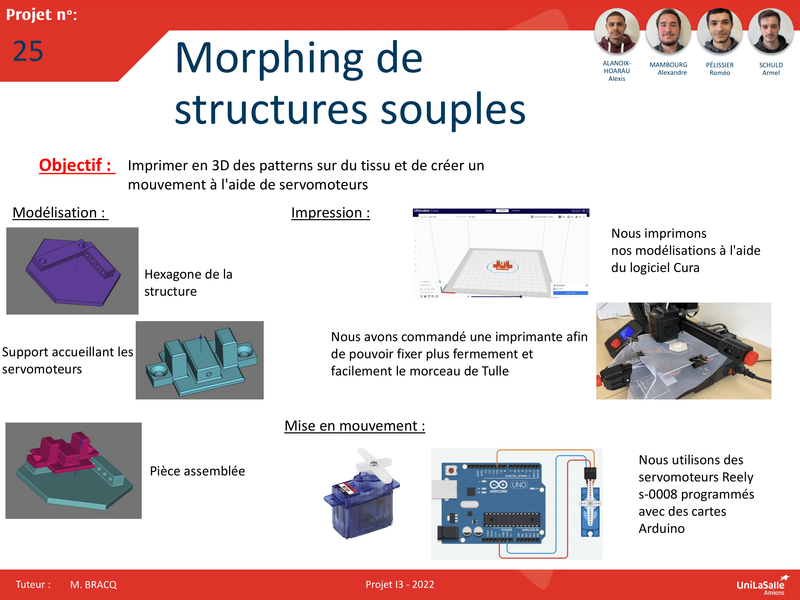 Projet nº:
25
Morphing de
structures souples
ALANOIX-
HOARAU
Alexis
MAMBOURG
Alexandre
PÉLISSIER
Roméo
SCHULD
Armel
Objectif :
Imprimer en 3D des patterns sur du tissu et de créer un
mouvement à l'aide de servomoteurs
Modélisation :
Hexagone de la
structure
Support accueillant les
servomoteurs
Pièce assemblée
Impression :
Nous imprimons
nos modélisations à l'aide
du logiciel Cura
Nous avons commandé une imprimante afin
de pouvoir fixer plus fermement et
facilement le morceau de Tulle
Mise en mouvement :
UNO
ARDUINO
Nous utilisons des
servomoteurs Reely
s-0008 programmés
avec des cartes
Arduino
Tuteur : M. BRACQ
Projet I3 - 2022
UniLaSalle
Amiens